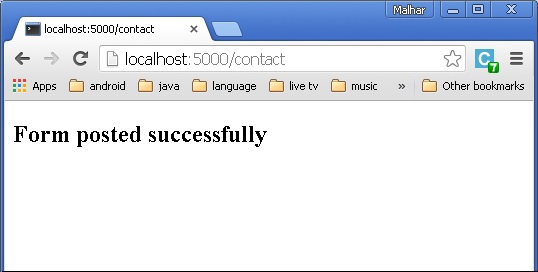 Malhar
localhost:5000/contact
localhost:5000/contact
C 7
Apps android java language live tv music » Other bookmarks
Form posted successfully